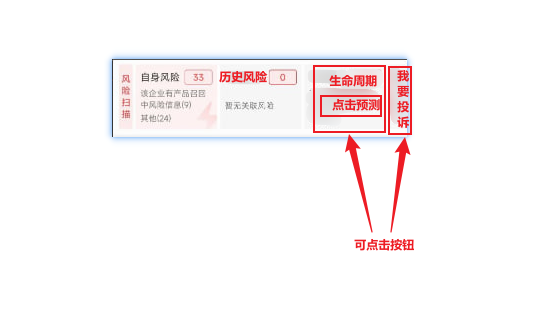 风险扫描
自身风险 33
该企业有产品召回
中风险信息(9)
其他(24)
历史风险 0
暂无关联风险
生命周期
点击预测
我要投诉
可点击按钮